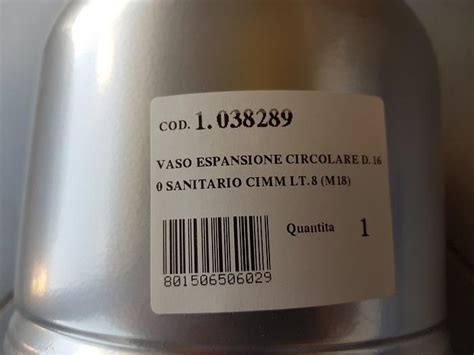 COD. 1.038289
VASO ESPANSIONE CIRCOLARE D. 16
0 SANITARIO CIMM LT. 8 (M18)
Quantita 1
801506506029